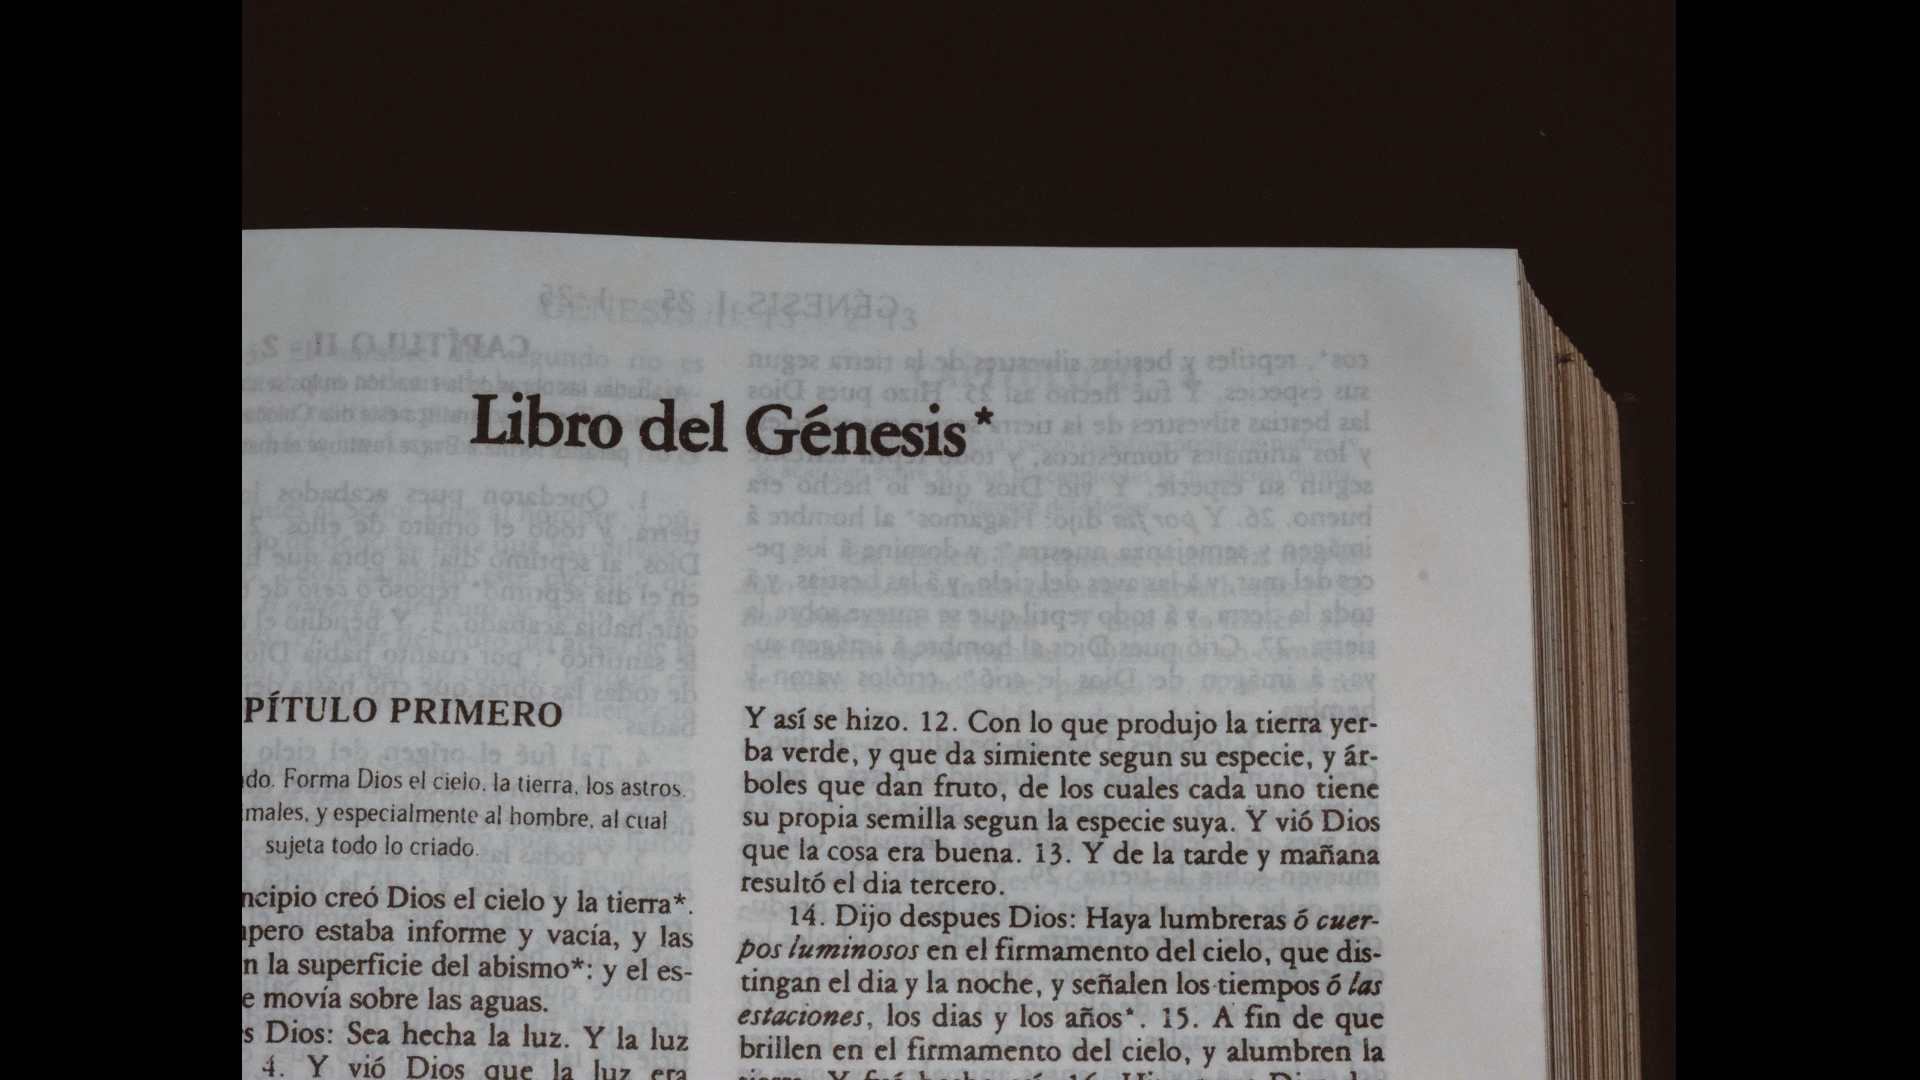 Libro del Génesis*
PÍTULO PRIMERO
do. Forma Dios el cielo, la tierra, los astros,
males, y especialmente al hombre, al cual
sujeta todo lo criado.
ncipio creó Dios el cielo y la tierra*.
pero estaba informe y vacía, y las
n la superficie del abismo*: y el es-
e movía sobre las aguas.
s Dios: Sea hecha la luz. Y la luz
4. Y vió Dios que la luz era
Y así se hizo. 12. Con lo que produjo la tierra yer-
ba verde, y que da simiente segun su especie, y ár-
boles que dan fruto, de los cuales cada uno tiene
su propia semilla segun la especie suya. Y vió Dios
que la cosa era buena. 13. Y de la tarde y mañana
resultó el dia tercero.
14. Dijo despues Dios: Haya lumbreras ó cuer-
pos luminosos en el firmamento del cielo, que dis-
tingan el dia y la noche, y señalen los tiempos ó las
estaciones, los dias y los años*. 15. A fin de que
brillen en el firmamento del cielo, y alumbren la